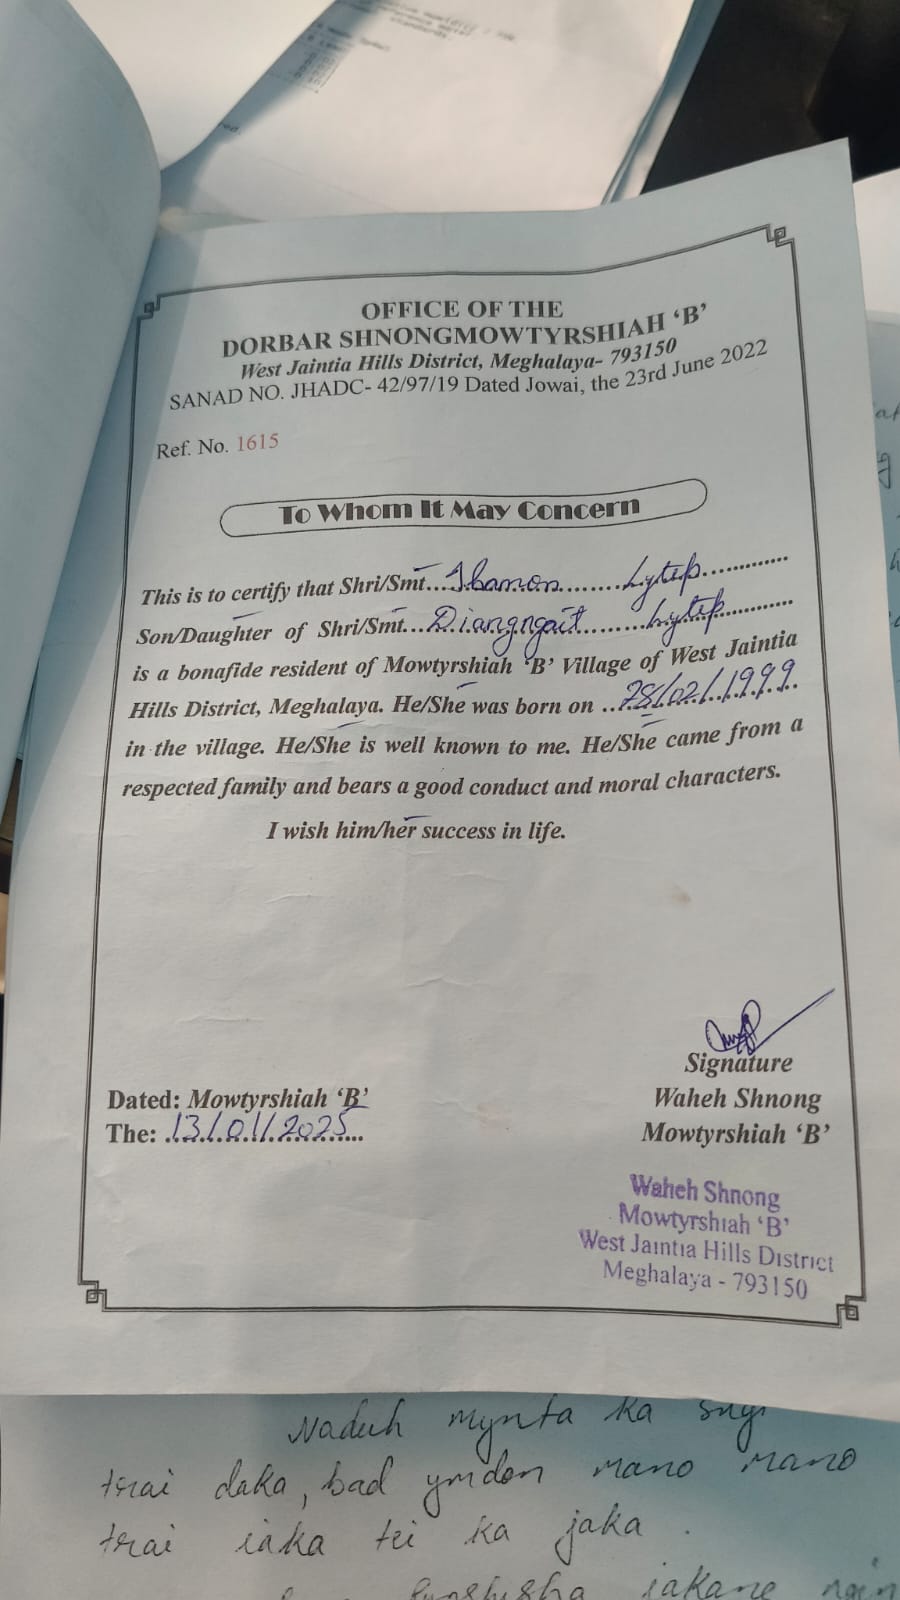 OFFICE OF THE
DORBAR SHNONGMOWTYRSHIAH ‘B’
West Jaintia Hills District, Meghalaya- 793150
SANAD NO. JHADC- 42/97/19 Dated Jowai, the 23rd June 2022
Ref. No. 1615
To Whom It May Concern
This is to certify that Shri/Smt...Ibamon........Lytep............
Son/Daughter of Shri/Smt...Diangngait........Lytep............
is a bonafide resident of Mowtyrshiah ‘B’ Village of West Jaintia
Hills District, Meghalaya. He/She was born on ..28/02/1999..
in the village. He/She is well known to me. He/She came from a
respected family and bears a good conduct and moral characters.
I wish him/her success in life.
Signature
Dated: Mowtyrshiah ‘B’
Waheh Shnong
The: .13/01/2025....
Mowtyrshiah ‘B’
Waheh Shnong
Mowtyrshiah ‘B’
West Jaintia Hills District
Meghalaya - 793150
Naduh mynta ka sngi
trai daka, bad ymdon mano mano
trai iaka tei ka jaka.
iakane ngin